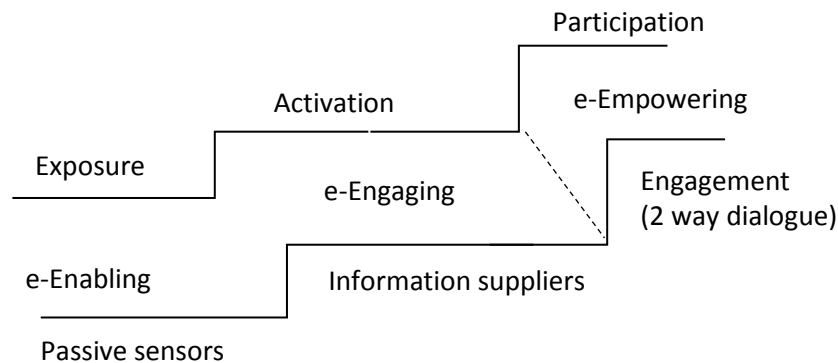 Participation
Activation
e-Empowering
Exposure
e-Engaging
Engagement
(2 way dialogue)
e-Enabling
Information suppliers
Passive sensors